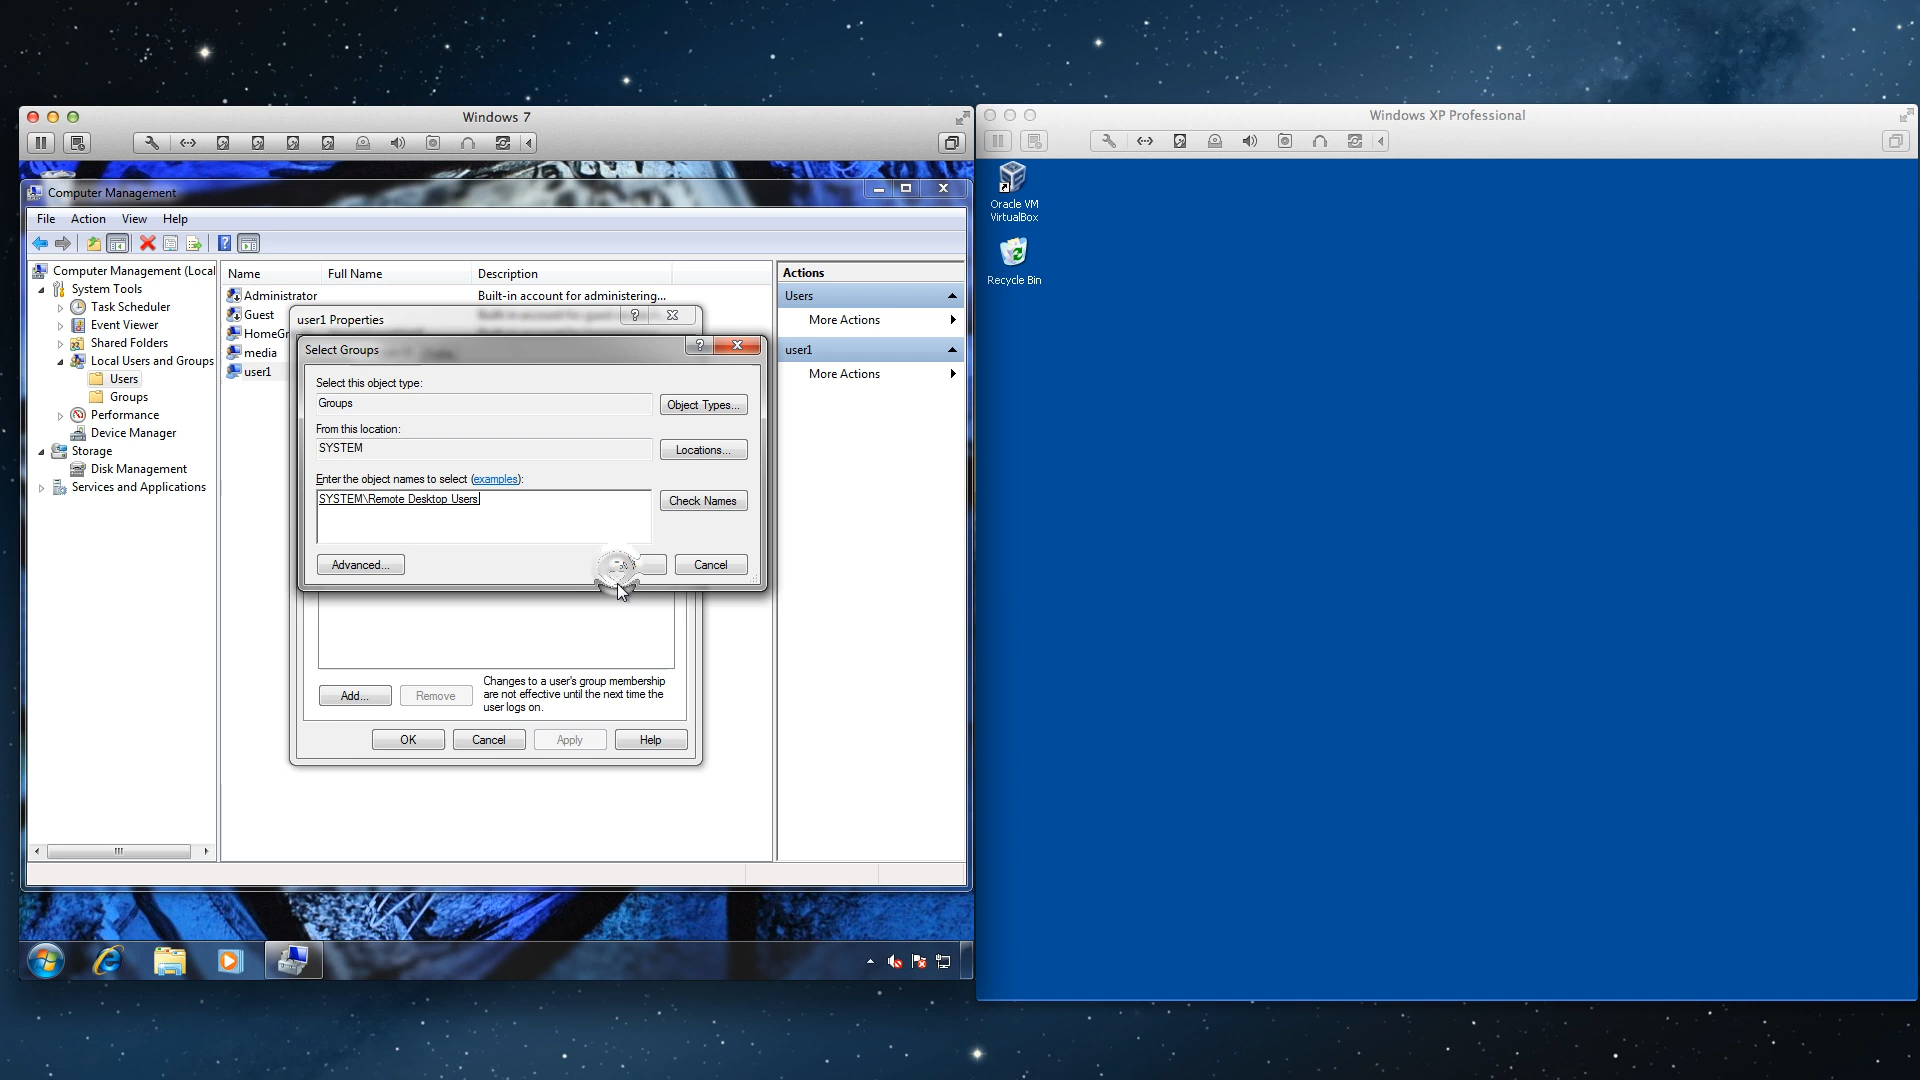 Windows 7
Windows XP Professional
Computer Management
File Action View Help
Computer Management (Local
System Tools
Task Scheduler
Event Viewer
Shared Folders
Local Users and Groups
Users
Groups
Performance
Device Manager
Storage
Disk Management
Services and Applications
Name Full Name Description
Administrator Built-in account for administering...
Guest
HomeGr
media
user1
Actions
Users
More Actions
user1
More Actions
user1 Properties
Select Groups
Select this object type:
Groups
Object Types...
From this location:
SYSTEM
Locations...
Enter the object names to select (examples):
SYSTEM\Remote Desktop Users
Check Names
Advanced...
Cancel
Add...
Remove
Changes to a user's group membership
are not effective until the next time the
user logs on.
OK
Cancel
Apply
Help
Oracle VM
VirtualBox
Recycle Bin